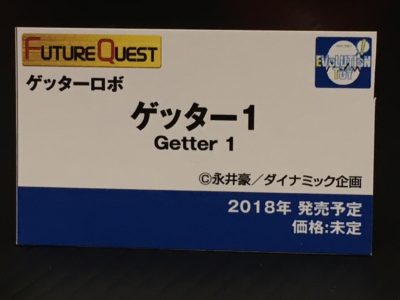 FUTURE QUEST
EVOLUTION
TOY
ゲッターロボ
ゲッター1
Getter 1
©永井豪／ダイナミック企画
2018年 発売予定
価格:未定